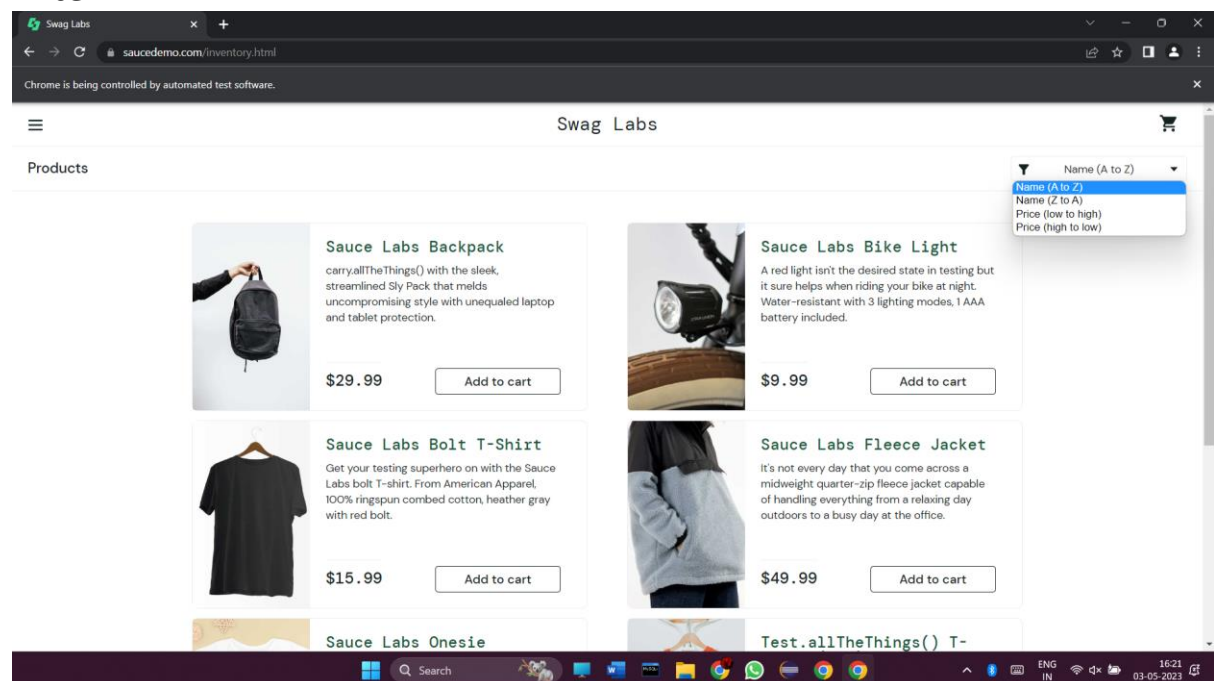 Swag Labs
saucedemo.com/inventory.html
Chrome is being controlled by automated test software.
Swag Labs
Products
Name (A to Z)
Name (A to Z)
Name (Z to A)
Price (low to high)
Price (high to low)
Sauce Labs Backpack
carry.allTheThings() with the sleek,
streamlined Sly Pack that melds
uncompromising style with unequaled laptop
and tablet protection.
$29.99
Add to cart
Sauce Labs Bike Light
A red light isn't the desired state in testing but
it sure helps when riding your bike at night.
Water-resistant with 3 lighting modes, 1 AAA
battery included.
$9.99
Add to cart
Sauce Labs Bolt T-Shirt
Get your testing superhero on with the Sauce
Labs bolt T-shirt. From American Apparel,
100% ringspun combed cotton, heather gray
with red bolt.
$15.99
Add to cart
Sauce Labs Fleece Jacket
It's not every day that you come across a
midweight quarter-zip fleece jacket capable
of handling everything from a relaxing day
outdoors to a busy day at the office.
$49.99
Add to cart
Sauce Labs Onesie
Test.allTheThings() T-
Search
ENG
IN
16:21
03-05-2023